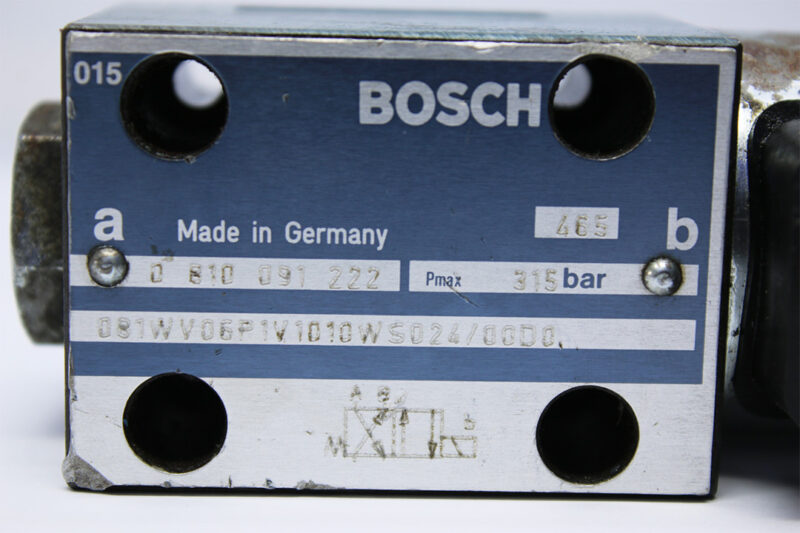 015
BOSCH
465
a Made in Germany b
0 810 091 222 Pmax 315 bar
081WV06P1V1010WS024/00D0
A B
b